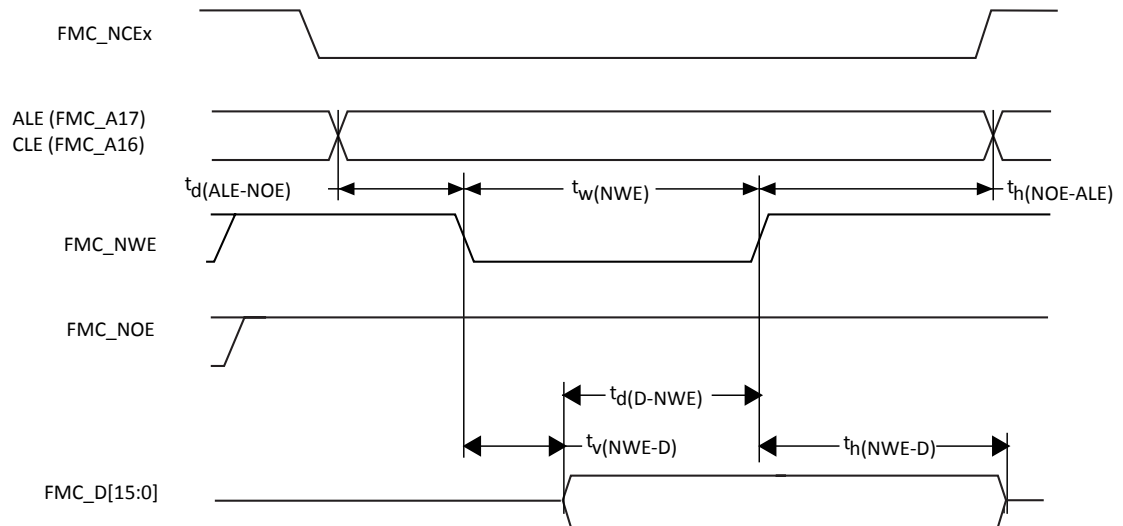 FMC_NCEx
ALE (FMC_A17)
CLE (FMC_A16)
td(ALE-NOE)
tw(NWE)
th(NOE-ALE)
FMC_NWE
FMC_NOE
td(D-NWE)
tv(NWE-D)
th(NWE-D)
FMC_D[15:0]